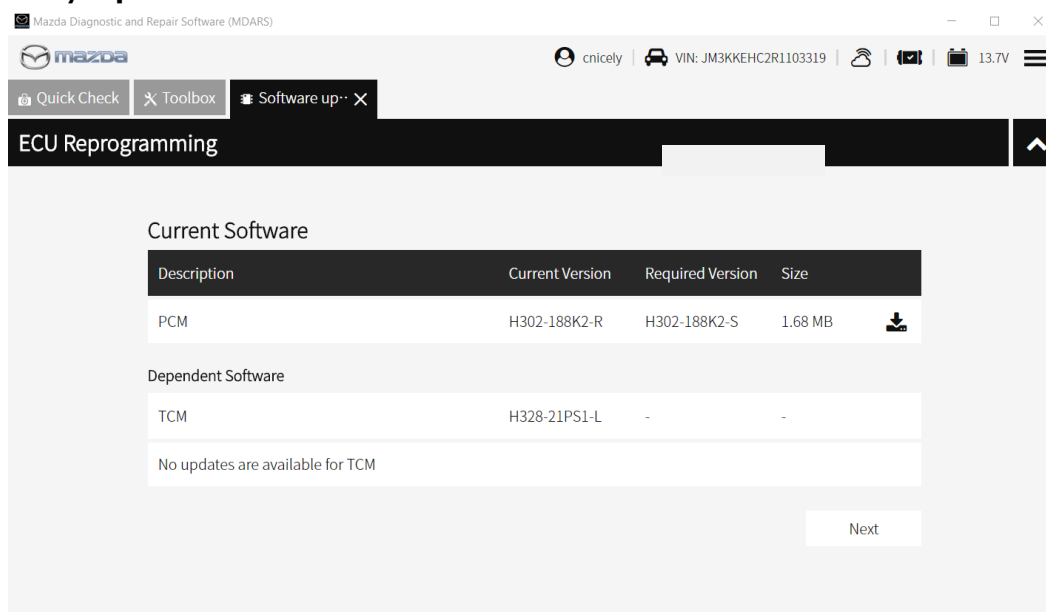 Mazda Diagnostic and Repair Software (MDARS)
mazda
cnicely
VIN: JM3KKEHC2R1103319
13.7V
Quick Check
Toolbox
Software up··
ECU Reprogramming
Current Software
Description Current Version Required Version Size
PCM H302-188K2-R H302-188K2-S 1.68 MB
Dependent Software
TCM H328-21PS1-L - -
No updates are available for TCM
Next